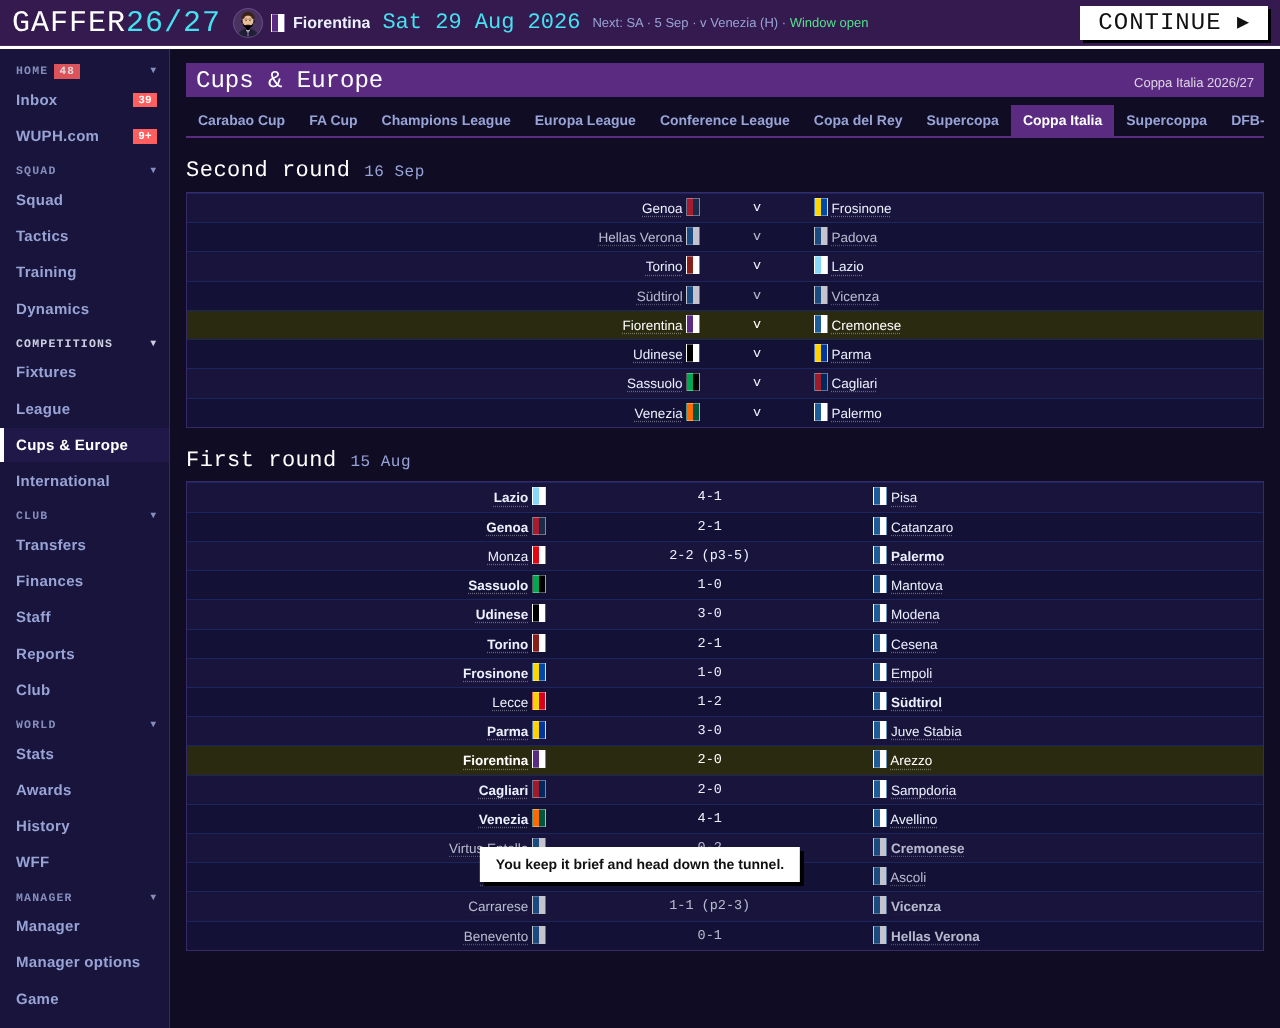 GAFFER26/27 Fiorentina Sat 29 Aug 2026 Next: SA · 5 Sep · v Venezia (H) · Window open CONTINUE ►
HOME 48 ▼
Inbox 39
WUPH.com 9+
SQUAD ▼
Squad
Tactics
Training
Dynamics
COMPETITIONS ▼
Fixtures
League
Cups & Europe
International
CLUB ▼
Transfers
Finances
Staff
Reports
Club
WORLD ▼
Stats
Awards
History
WFF
MANAGER ▼
Manager
Manager options
Game
Cups & Europe Coppa Italia 2026/27
Carabao Cup FA Cup Champions League Europa League Conference League Copa del Rey Supercopa Coppa Italia Supercoppa DFB-
Second round 16 Sep
Genoa v Frosinone
Hellas Verona v Padova
Torino v Lazio
Südtirol v Vicenza
Fiorentina v Cremonese
Udinese v Parma
Sassuolo v Cagliari
Venezia v Palermo
First round 15 Aug
Lazio 4-1 Pisa
Genoa 2-1 Catanzaro
Monza 2-2 (p3-5) Palermo
Sassuolo 1-0 Mantova
Udinese 3-0 Modena
Torino 2-1 Cesena
Frosinone 1-0 Empoli
Lecce 1-2 Südtirol
Parma 3-0 Juve Stabia
Fiorentina 2-0 Arezzo
Cagliari 2-0 Sampdoria
Venezia 4-1 Avellino
Virtus Entella 0-2 Cremonese
You keep it brief and head down the tunnel.
Ascoli
Carrarese 1-1 (p2-3) Vicenza
Benevento 0-1 Hellas Verona